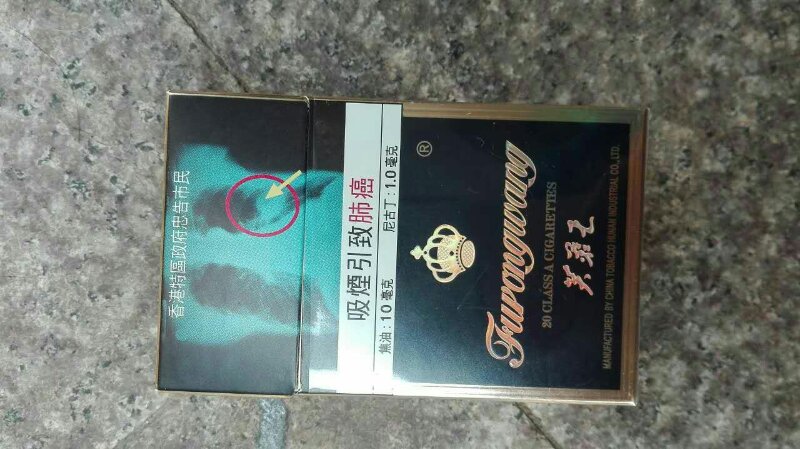 香港特區政府忠告市民
吸煙引致肺癌
焦油：10 毫克 尼古丁：1.0 毫克
®
Furongwang
20 CLASS A CIGARETTES
芙蓉王
MANUFACTURED BY CHINA TOBACCO HUNAN INDUSTRIAL CO.,LTD.